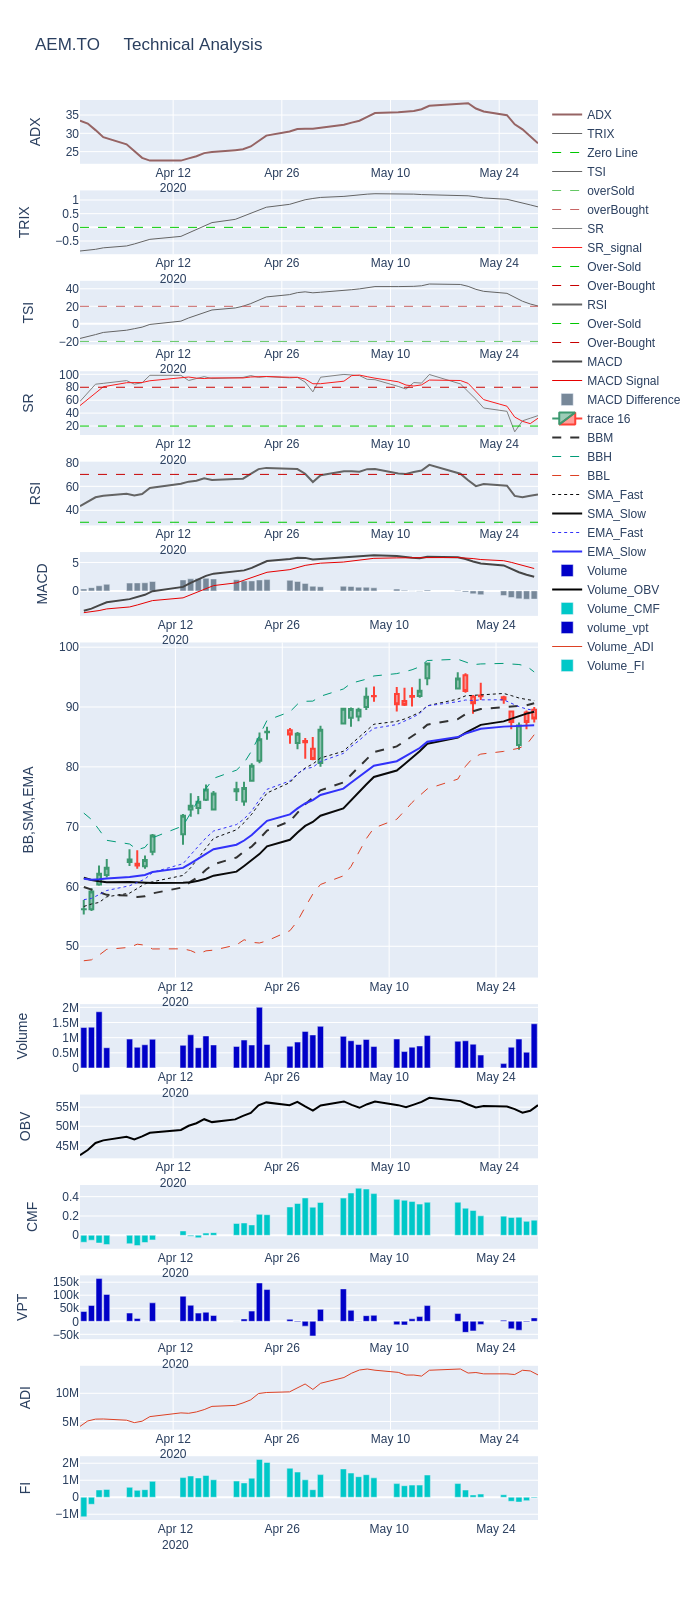 AEM.TO Technical Analysis
ADX
35
30
25
Apr 12
2020
Apr 26
May 10
May 24
TRIX
1
0.5
0
−0.5
Apr 12
2020
Apr 26
May 10
May 24
TSI
40
20
0
−20
Apr 12
2020
Apr 26
May 10
May 24
SR
100
80
60
40
20
Apr 12
2020
Apr 26
May 10
May 24
RSI
80
60
40
Apr 12
2020
Apr 26
May 10
May 24
MACD
5
0
Apr 12
2020
Apr 26
May 10
May 24
BB,SMA,EMA
100
90
80
70
60
50
Apr 12
2020
Apr 26
May 10
May 24
Volume
2M
1.5M
1M
0.5M
0
Apr 12
2020
Apr 26
May 10
May 24
OBV
55M
50M
45M
Apr 12
2020
Apr 26
May 10
May 24
CMF
0.4
0.2
0
Apr 12
2020
Apr 26
May 10
May 24
VPT
150k
100k
50k
0
−50k
Apr 12
2020
Apr 26
May 10
May 24
ADI
10M
5M
Apr 12
2020
Apr 26
May 10
May 24
FI
2M
1M
0
−1M
Apr 12
2020
Apr 26
May 10
May 24
ADX
TRIX
Zero Line
TSI
overSold
overBought
SR
SR_signal
Over-Sold
Over-Bought
RSI
Over-Sold
Over-Bought
MACD
MACD Signal
MACD Difference
trace 16
BBM
BBH
BBL
SMA_Fast
SMA_Slow
EMA_Fast
EMA_Slow
Volume
Volume_OBV
Volume_CMF
volume_vpt
Volume_ADI
Volume_FI